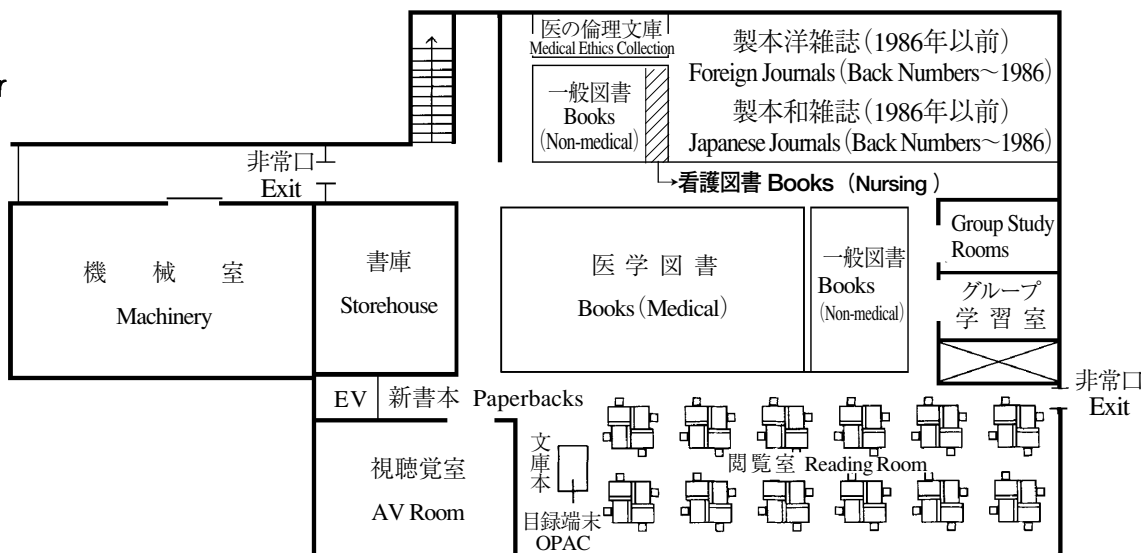 r
医の倫理文庫
Medical Ethics Collection
製本洋雑誌(1986年以前)
Foreign Journals (Back Numbers~1986)
一般図書
Books
(Non-medical)
製本和雑誌(1986年以前)
Japanese Journals (Back Numbers~1986)
非常口
Exit
看護図書 Books (Nursing)
機械室
Machinery
書庫
Storehouse
医学図書
Books (Medical)
一般図書
Books
(Non-medical)
Group Study
Rooms
グループ
学習室
非常口
Exit
EV
新書本 Paperbacks
視聴覚室
AV Room
文庫本
目録端末
OPAC
閲覧室 Reading Room